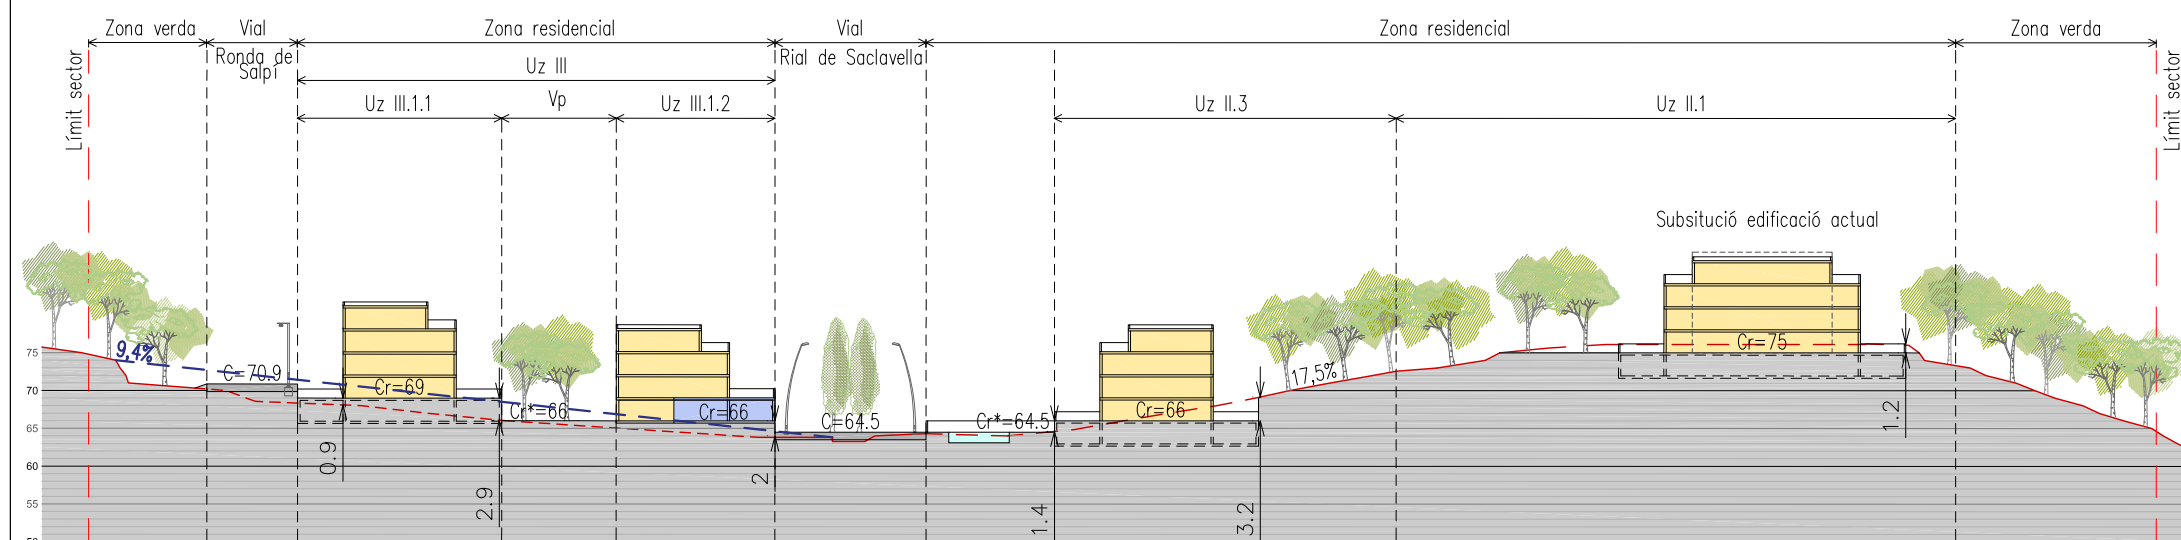 Zona verda
Vial
Zona residencial
Vial
Zona residencial
Zona verda
Límit sector
Ronda de
Salpí
Uz III
Rial de Saclavella
Límit sector
Uz III.1.1
Vp
Uz III.1.2
Uz II.3
Uz II.1
Subsitució edificació actual
75
70
65
60
55
9,4%
C=70.9
Cr=69
Cr*=66
Cr=66
C=64.5
Cr*=64.5
Cr=66
17,5%
Cr=75
0.9
2.9
2
1.4
3.2
1.2